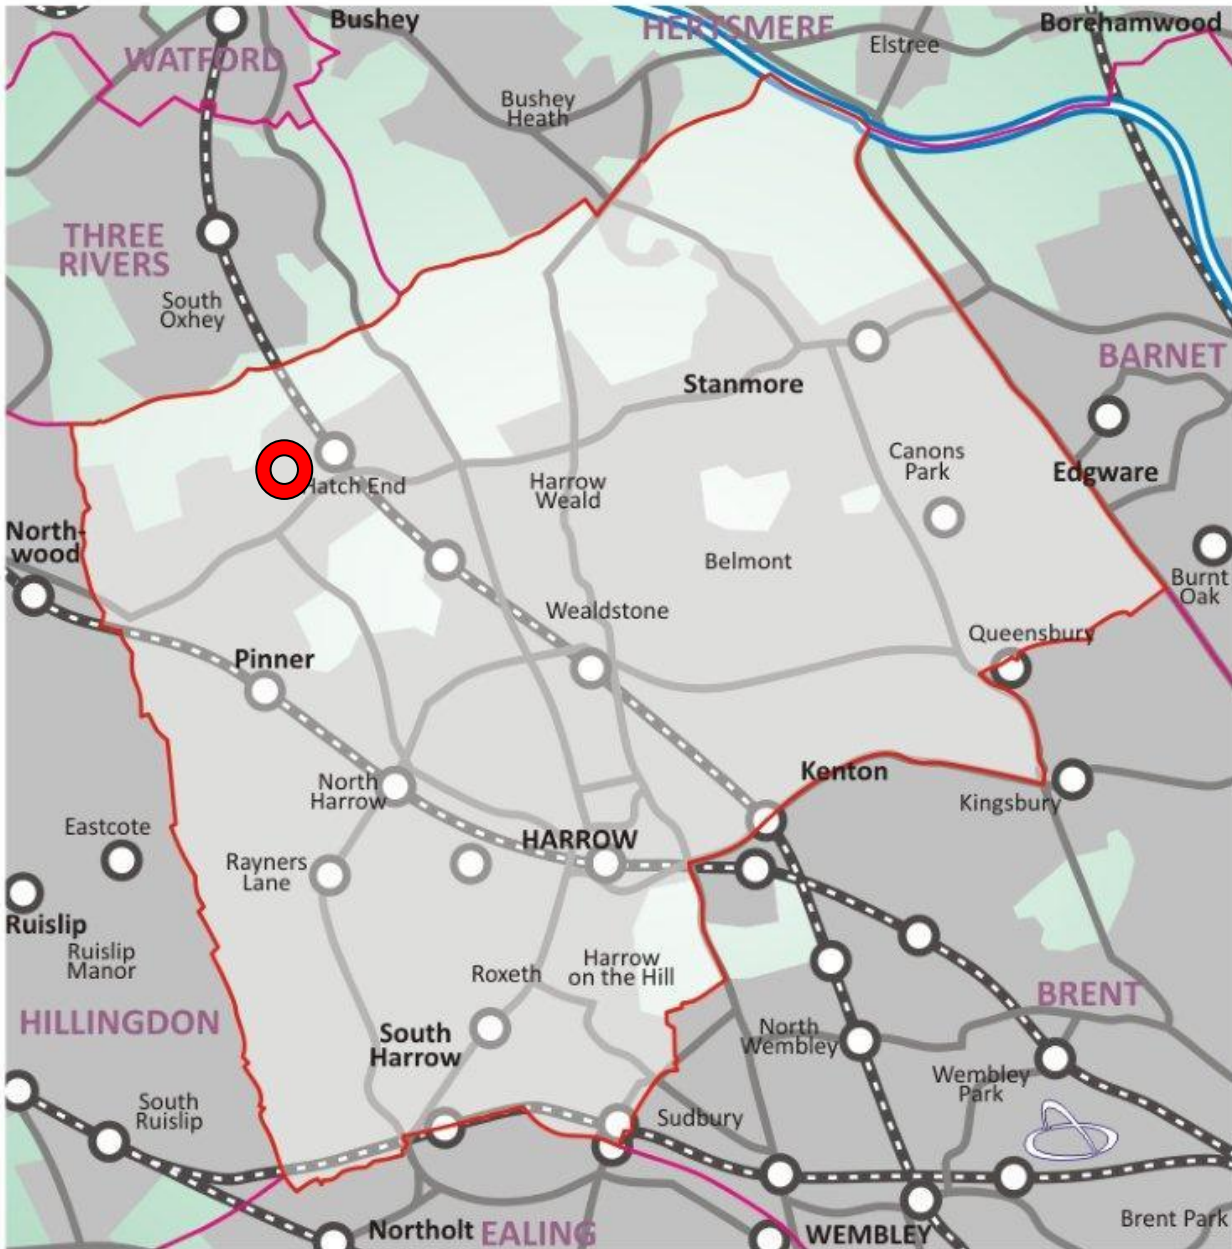 Bushey
HERTSMERE
Borehamwood
Elstree
WATFORD
Bushey
Heath
THREE
RIVERS
South
Oxhey
BARNET
Stanmore
Canons
Park
Edgware
Hatch End
Harrow
Weald
North-
wood
Belmont
Burnt
Oak
Wealdstone
Queensbury
Pinner
Kenton
North
Harrow
Kingsbury
Eastcote
HARROW
Rayners
Lane
Ruislip
Ruislip
Manor
Roxeth
Harrow
on the Hill
BRENT
HILLINGDON
South
Harrow
North
Wembley
Wembley
Park
South
Ruislip
Sudbury
Northolt
EALING
WEMBLEY
Brent Park